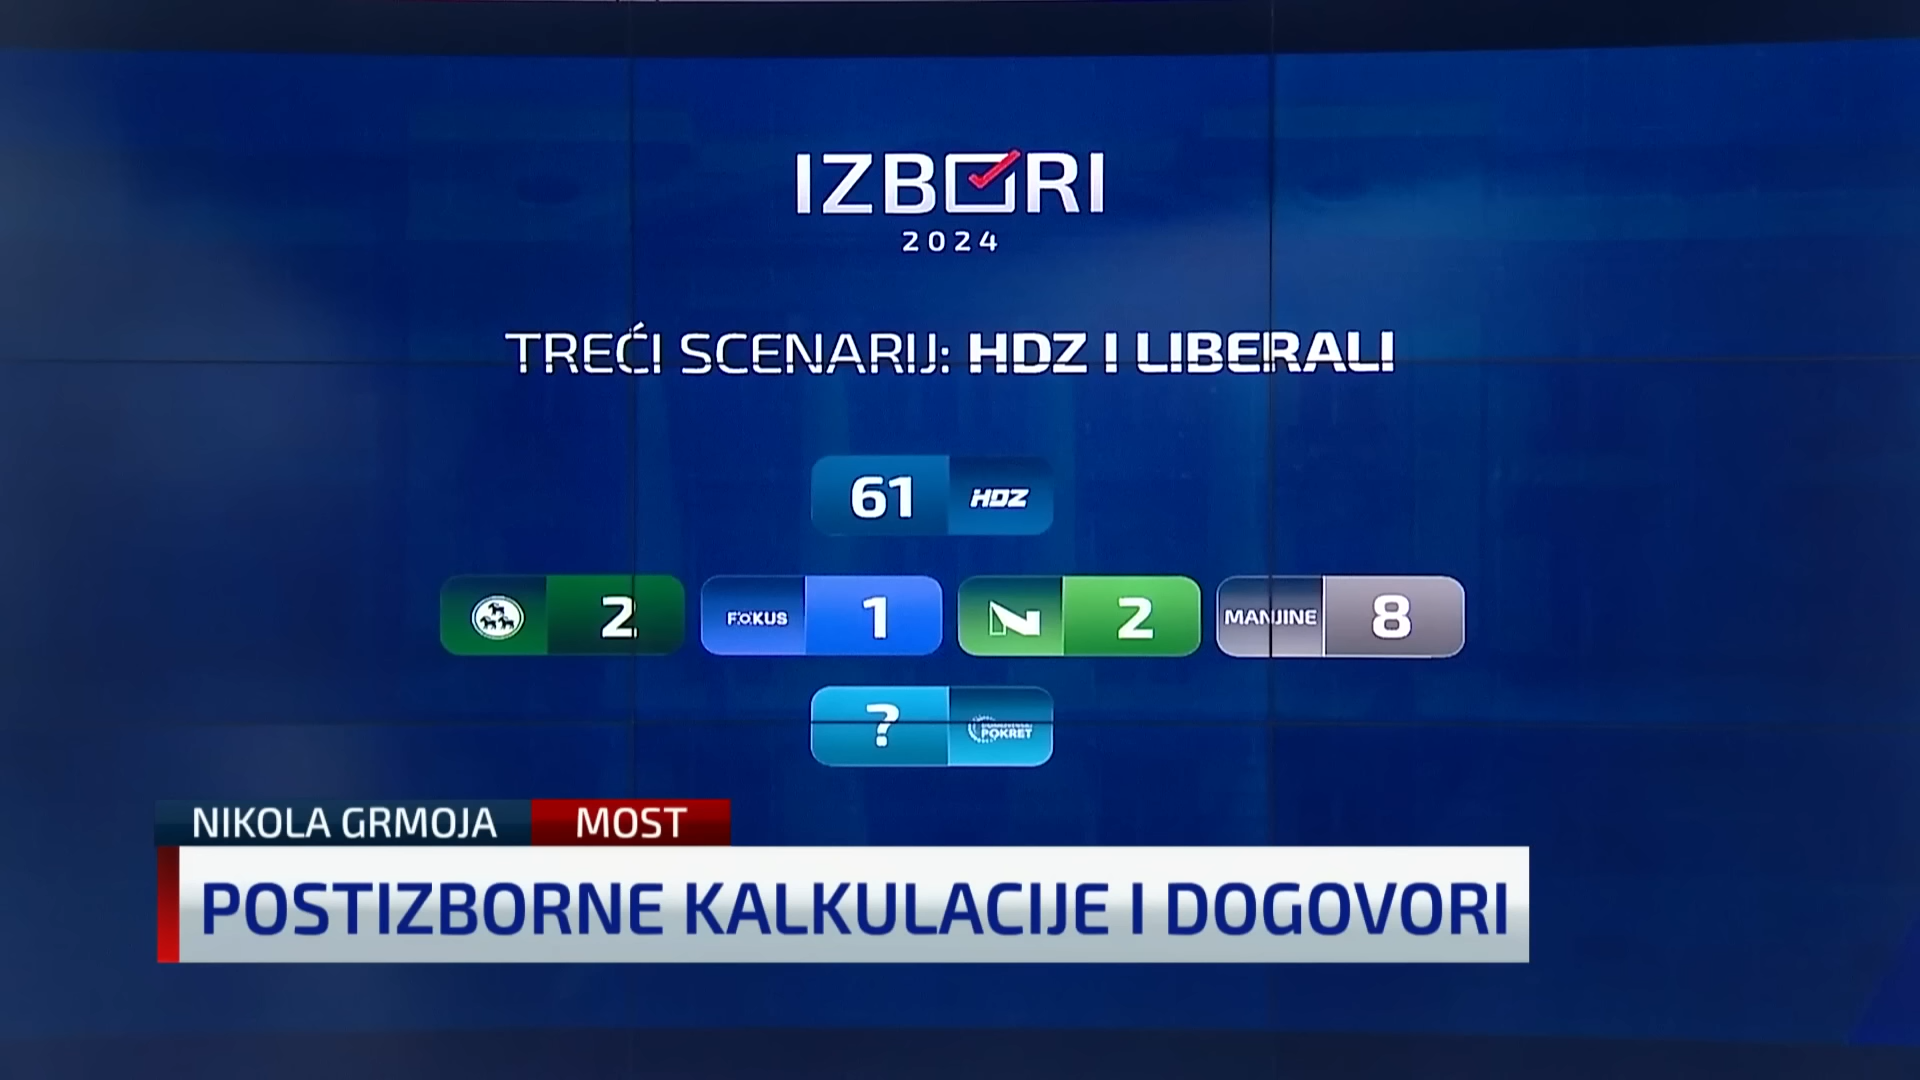 IZBORI
2024
TREĆI SCENARIJ: HDZ I LIBERALI
61 HDZ
2 FOKUS 1 2 MANJINE 8
? POKRET
NIKOLA GRMOJA MOST
POSTIZBORNE KALKULACIJE I DOGOVORI